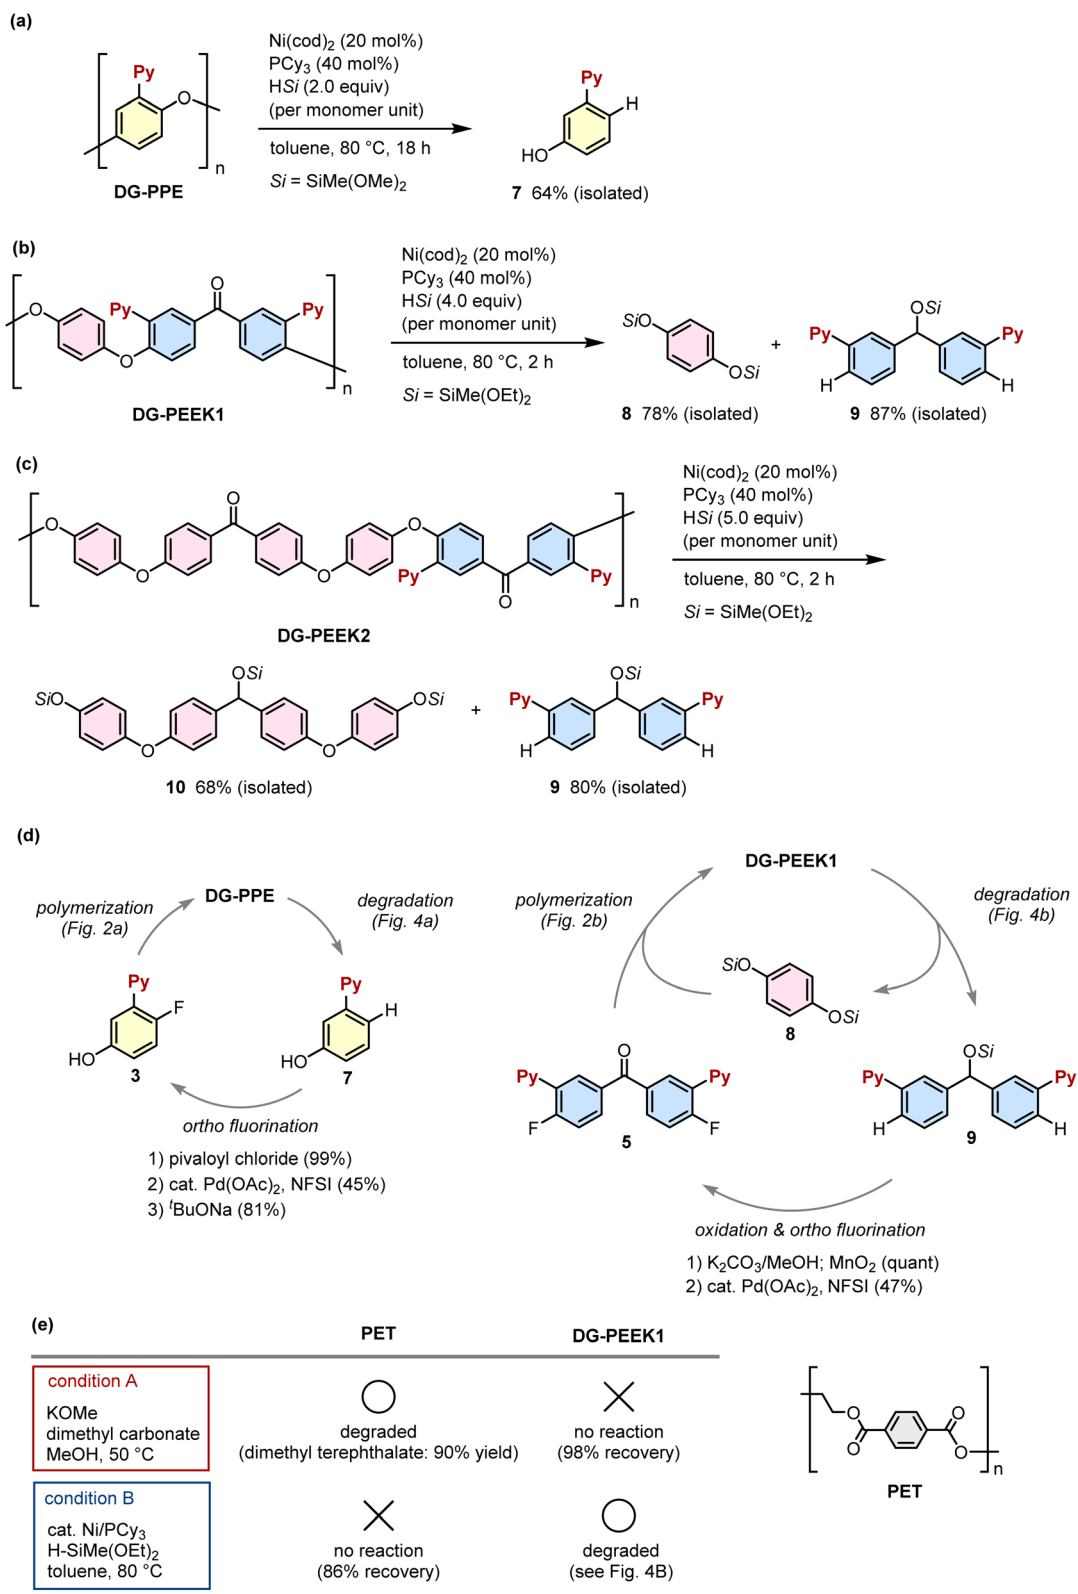 (a)
Py
O
n
DG-PPE
Ni(cod)2 (20 mol%)
PCy3 (40 mol%)
HSi (2.0 equiv)
(per monomer unit)
toluene, 80 °C, 18 h
Si = SiMe(OMe)2
Py
H
HO
7 64% (isolated)
(b)
O
O
Py
Py
O
n
DG-PEEK1
Ni(cod)2 (20 mol%)
PCy3 (40 mol%)
HSi (4.0 equiv)
(per monomer unit)
toluene, 80 °C, 2 h
Si = SiMe(OEt)2
SiO
OSi
8 78% (isolated)
+
OSi
Py
Py
H
H
9 87% (isolated)
(c)
O
O
O
O
O
Py
Py
O
n
DG-PEEK2
Ni(cod)2 (20 mol%)
PCy3 (40 mol%)
HSi (5.0 equiv)
(per monomer unit)
toluene, 80 °C, 2 h
Si = SiMe(OEt)2
OSi
SiO
OSi
O
O
10 68% (isolated)
+
OSi
Py
Py
H
H
9 80% (isolated)
(d)
DG-PPE
polymerization
(Fig. 2a)
degradation
(Fig. 4a)
Py
F
HO
3
Py
H
HO
7
ortho fluorination
1) pivaloyl chloride (99%)
2) cat. Pd(OAc)2, NFSI (45%)
3) tBuONa (81%)
DG-PEEK1
polymerization
(Fig. 2b)
degradation
(Fig. 4b)
SiO
OSi
8
O
Py
Py
F
F
5
OSi
Py
Py
H
H
9
oxidation & ortho fluorination
1) K2CO3/MeOH; MnO2 (quant)
2) cat. Pd(OAc)2, NFSI (47%)
(e)
PET
DG-PEEK1
condition A
KOMe
dimethyl carbonate
MeOH, 50 °C
degraded
(dimethyl terephthalate: 90% yield)
no reaction
(98% recovery)
condition B
cat. Ni/PCy3
H-SiMe(OEt)2
toluene, 80 °C
no reaction
(86% recovery)
degraded
(see Fig. 4B)
O
O
O
O
n
PET